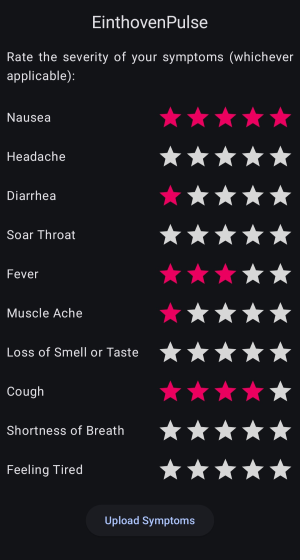 EinthovenPulse
Rate the severity of your symptoms (whichever
applicable):
Nausea
Headache
Diarrhea
Soar Throat
Fever
Muscle Ache
Loss of Smell or Taste
Cough
Shortness of Breath
Feeling Tired
Upload Symptoms